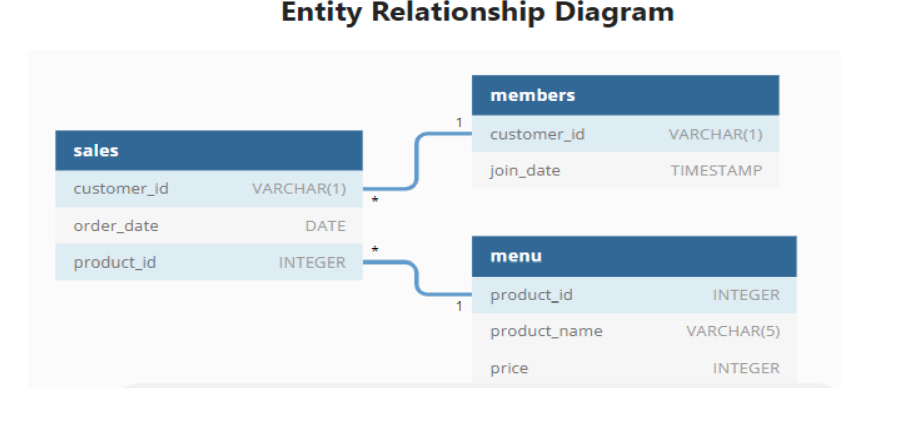 Entity Relationship Diagram
members
1
customer_id VARCHAR(1)
join_date TIMESTAMP
sales
customer_id VARCHAR(1)
*
order_date DATE
*
product_id INTEGER
menu
1
product_id INTEGER
product_name VARCHAR(5)
price INTEGER